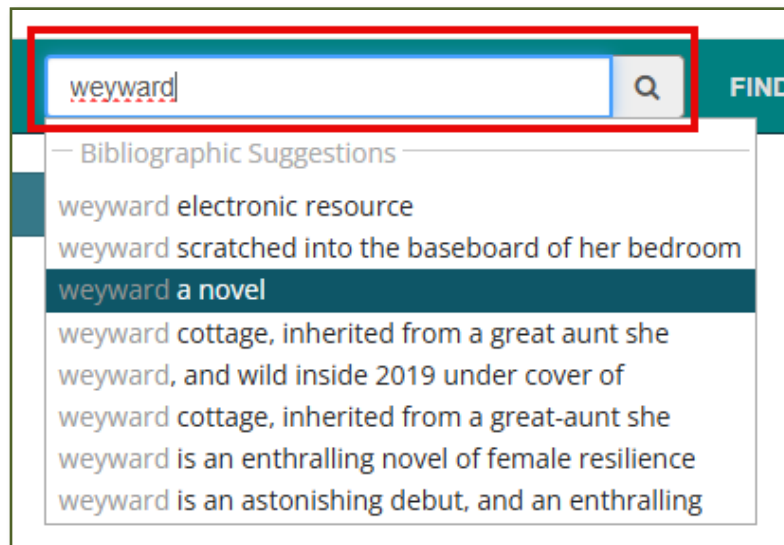 weyward
FIND
Bibliographic Suggestions
weyward electronic resource
weyward scratched into the baseboard of her bedroom
weyward a novel
weyward cottage, inherited from a great aunt she
weyward, and wild inside 2019 under cover of
weyward cottage, inherited from a great-aunt she
weyward is an enthralling novel of female resilience
weyward is an astonishing debut, and an enthralling